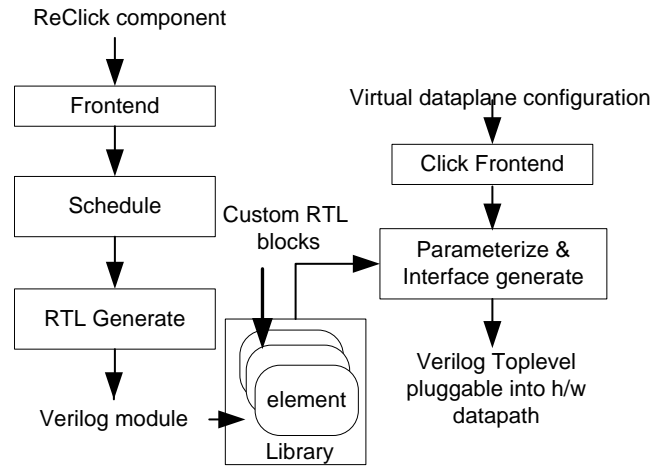 ReClick component
Frontend
Schedule
RTL Generate
Verilog module
Custom RTL
blocks
element
Library
Virtual dataplane configuration
Click Frontend
Parameterize &
Interface generate
Verilog Toplevel
pluggable into h/w
datapath